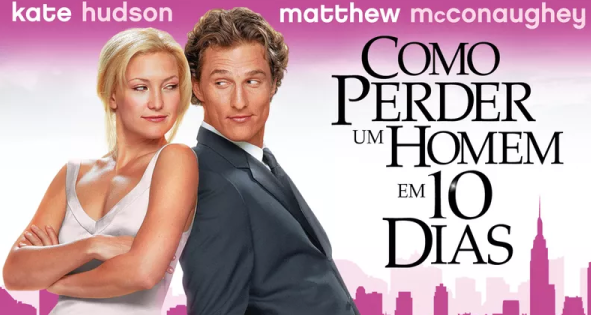 kate hudson
matthew mcconaughey
COMO
PERDER
UM HOMEM
EM 10
DIAS